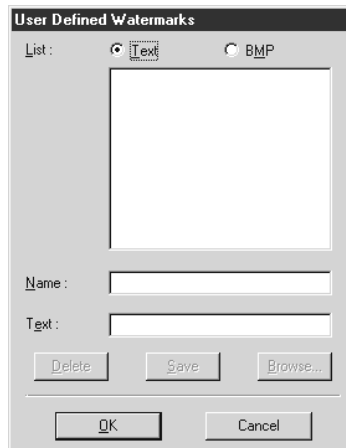 User Defined Watermarks
List : Text BMP
Name :
Text :
Delete Save Browse...
OK Cancel